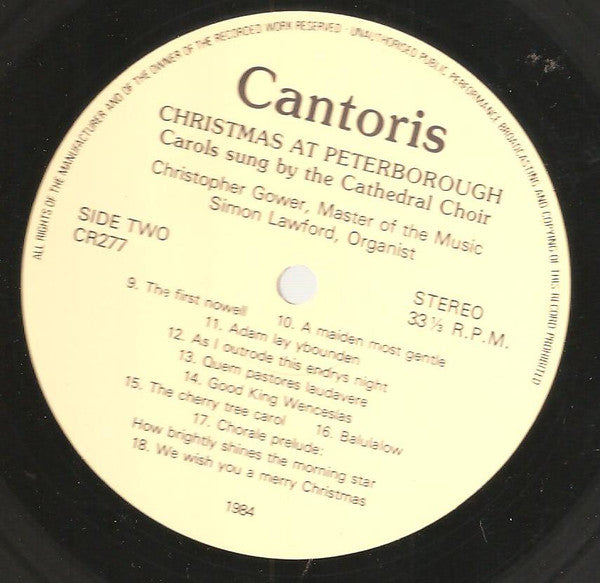 ALL RIGHTS OF THE MANUFACTURER AND OF THE OWNER OF THE RECORDED WORK RESERVED · UNAUTHORISED PUBLIC PERFORMANCE BROADCASTING AND COPYING OF THIS RECORD PROHIBITED
Cantoris
CHRISTMAS AT PETERBOROUGH
Carols sung by the Cathedral Choir
Christopher Gower, Master of the Music
Simon Lawford, Organist
SIDE TWO
CR277
STEREO
33⅓ R.P.M.
9. The first nowell 10. A maiden most gentle
11. Adam lay ybounden
12. As I outrode this endrys night
13. Quem pastores laudavere
14. Good King Wenceslas
15. The cherry tree carol 16. Balulalow
17. Chorale prelude:
How brightly shines the morning star
18. We wish you a merry Christmas
1984